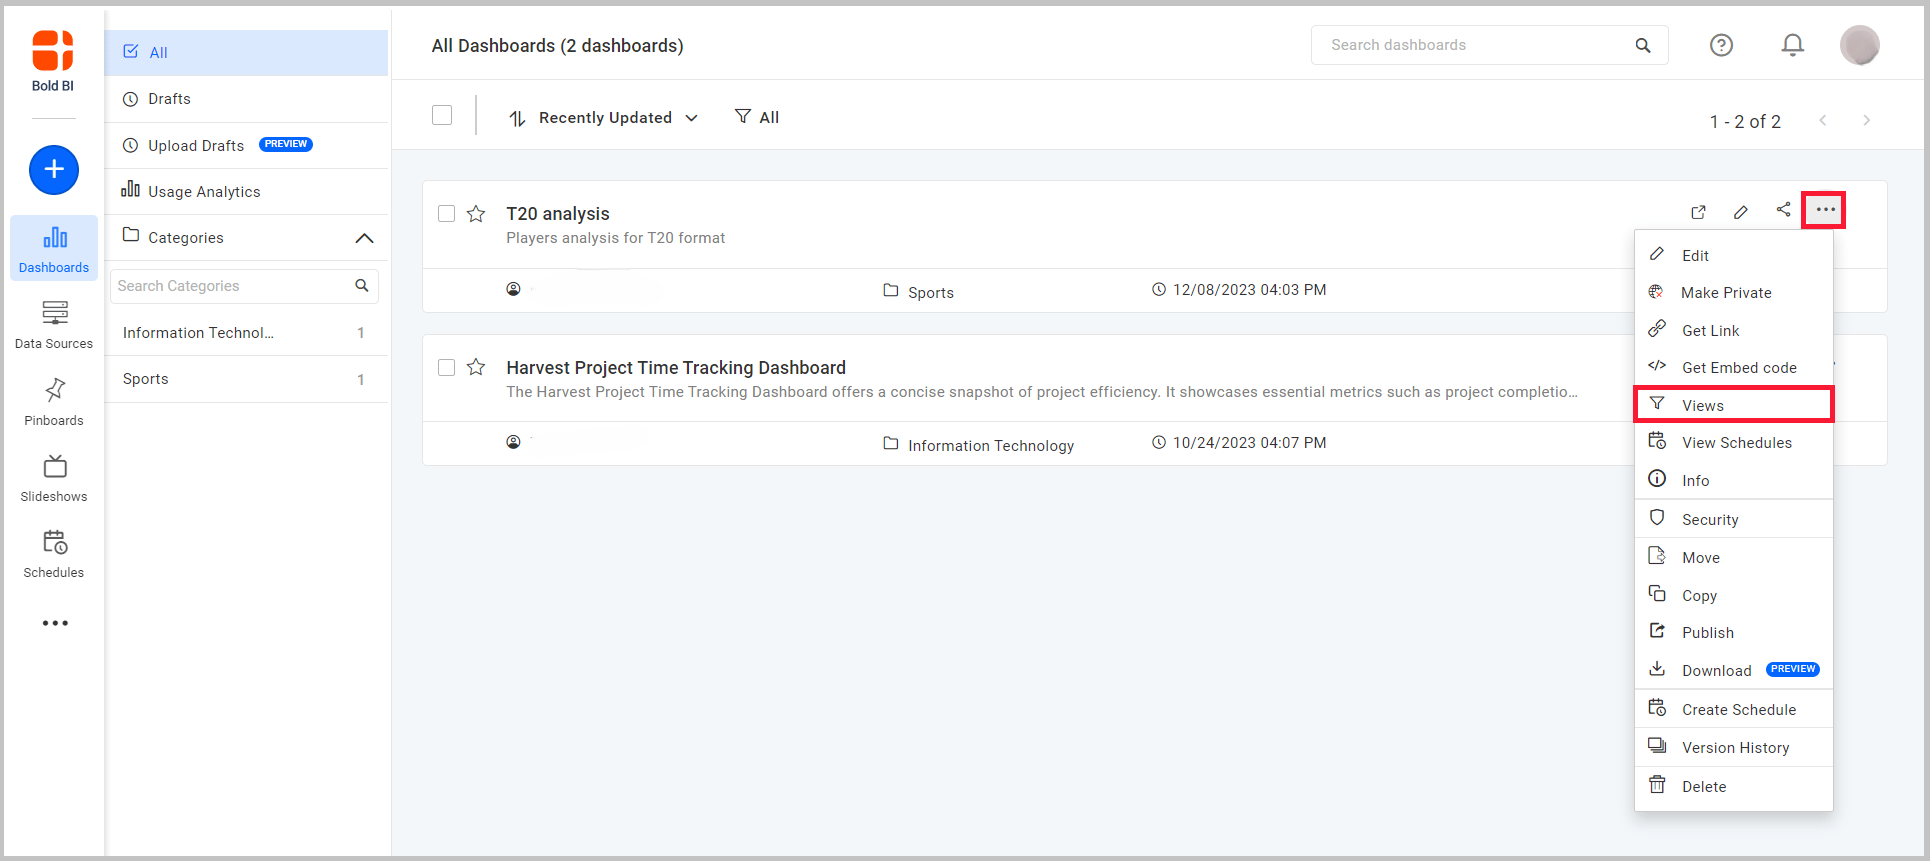 Bold BI
Dashboards
Data Sources
Pinboards
Slideshows
Schedules
All
Drafts
Upload Drafts PREVIEW
Usage Analytics
Categories
Search Categories
Information Technol... 1
Sports 1
All Dashboards (2 dashboards)
Search dashboards
Recently Updated All
1 - 2 of 2
T20 analysis
Players analysis for T20 format
Sports 12/08/2023 04:03 PM
Harvest Project Time Tracking Dashboard
The Harvest Project Time Tracking Dashboard offers a concise snapshot of project efficiency. It showcases essential metrics such as project completio...
Information Technology 10/24/2023 04:07 PM
Edit
Make Private
Get Link
Get Embed code
Views
View Schedules
Info
Security
Move
Copy
Publish
Download PREVIEW
Create Schedule
Version History
Delete